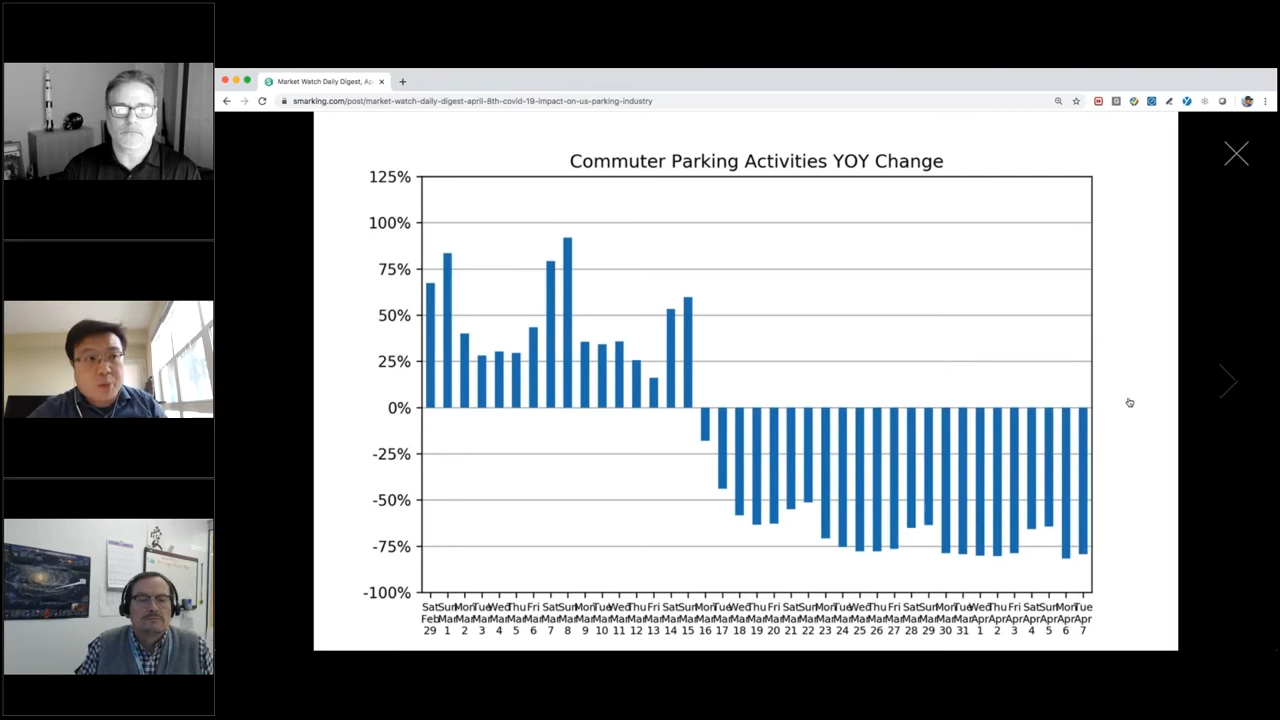 Market Watch Daily Digest, Ap
smarking.com/post/market-watch-daily-digest-april-8th-covid-19-impact-on-us-parking-industry
Commuter Parking Activities YOY Change
125%
100%
75%
50%
25%
0%
-25%
-50%
-75%
-100%
Sat Sun Mon Tue Wed Thu Fri Sat Sun Mon Tue Wed Thu Fri Sat Sun Mon Tue Wed Thu Fri Sat Sun Mon Tue Wed Thu Fri Sat Sun Mon Tue Wed Thu Fri Sat Sun Mon Tue
Feb Mar Mar Mar Mar Mar Mar Mar Mar Mar Mar Mar Mar Mar Mar Mar Mar Mar Mar Mar Mar Mar Mar Mar Mar Mar Mar Mar Mar Mar Mar Mar Apr Apr Apr Apr Apr Apr Apr
29 1 2 3 4 5 6 7 8 9 10 11 12 13 14 15 16 17 18 19 20 21 22 23 24 25 26 27 28 29 30 31 1 2 3 4 5 6 7